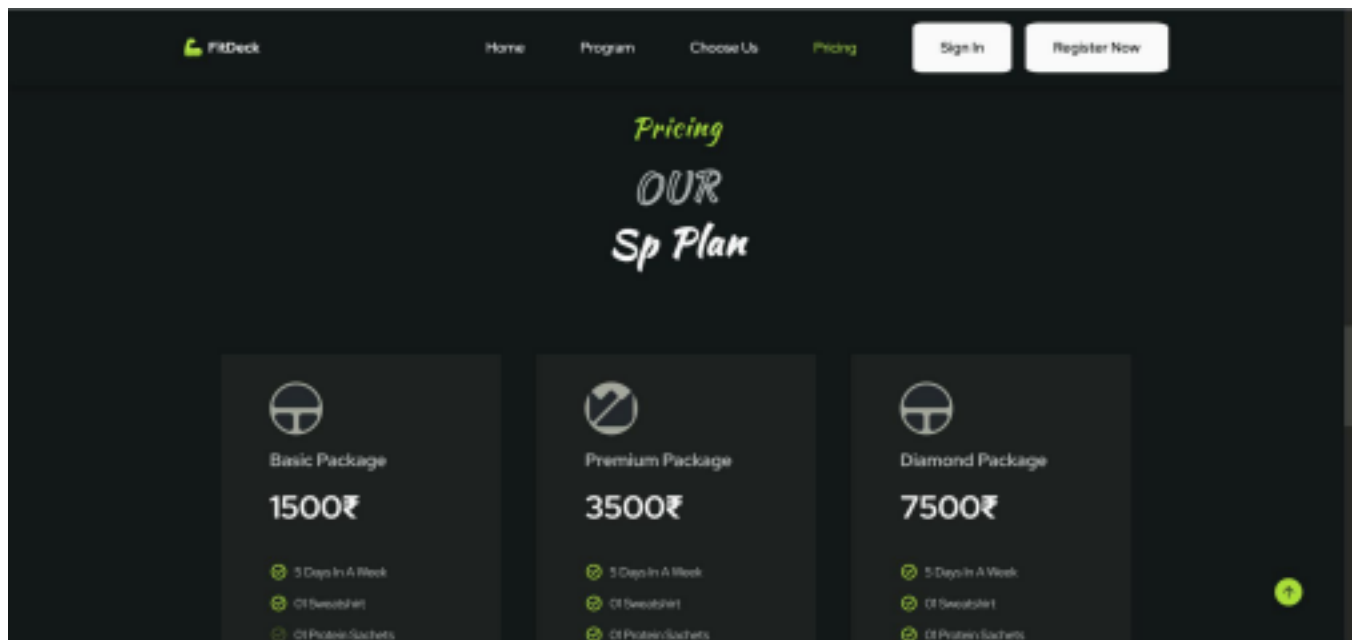 FitDeck
Home
Program
Choose Us
Pricing
Sign In
Register Now
Pricing
OUR
Sp Plan
Basic Package
1500₹
5 Days In A Week
01 Sweatshirt
01 Protein Sachets
Premium Package
3500₹
5 Days In A Week
01 Sweatshirt
01 Protein Sachets
Diamond Package
7500₹
5 Days In A Week
01 Sweatshirt
01 Protein Sachets